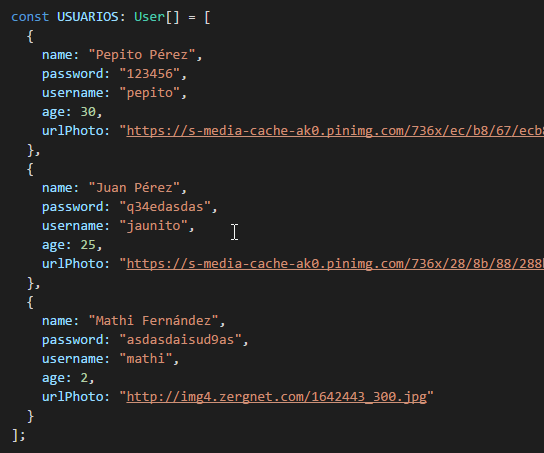 const USUARIOS: User[] = [
{
name: "Pepito Pérez",
password: "123456",
username: "pepito",
age: 30,
urlPhoto: "https://s-media-cache-ak0.pinimg.com/736x/ec/b8/67/ecb8
},
{
name: "Juan Pérez",
password: "q34edasdas",
username: "jaunito",
age: 25,
urlPhoto: "https://s-media-cache-ak0.pinimg.com/736x/28/8b/88/288
},
{
name: "Mathi Fernández",
password: "asdasdaisud9as",
username: "mathi",
age: 2,
urlPhoto: "http://img4.zergnet.com/1642443_300.jpg"
}
];